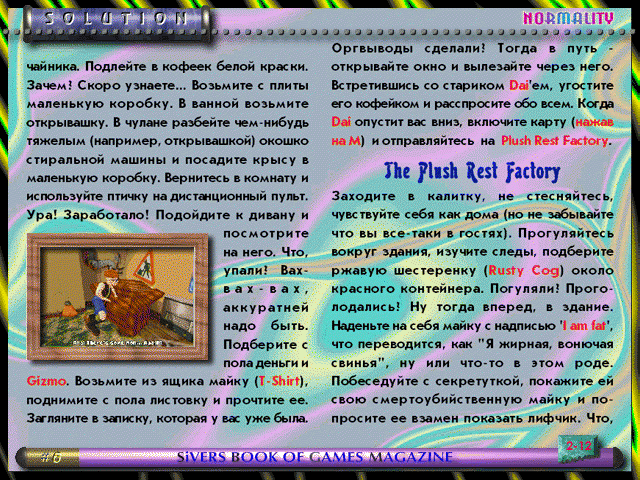 SOLUTION
NORMALITY
чайника. Подлейте в кофеек белой краски.
Зачем? Скоро узнаете... Возьмите с плиты
маленькую коробку. В ванной возьмите
открывашку. В чулане разбейте чем-нибудь
тяжелым (например, открывашкой) окошко
стиральной машины и посадите крысу в
маленькую коробку. Вернитесь в комнату и
используйте птичку на дистанционный пульт.
Ура! Заработало! Подойдите к дивану и
посмотрите
на него. Что,
упали? Вах-
вах-вах,
аккуратней
надо быть.
Подберите с
пола деньги и
Gizmo. Возьмите из ящика майку (T-Shirt),
поднимите с пола листовку и прочтите ее.
Загляните в записку, которая у вас уже была.
Оргвыводы сделали? Тогда в путь -
открывайте окно и вылезайте через него.
Встретившись со стариком Dai'ем, угостите
его кофейком и расспросите обо всем. Когда
Dai опустит вас вниз, включите карту (нажав
на M) и отправляйтесь на Plush Rest Factory.
The Plush Rest Factory
Заходите в калитку, не стесняйтесь,
чувствуйте себя как дома (но не забывайте
что вы все-таки в гостях). Прогуляйтесь
вокруг здания, изучите следы, подберите
ржавую шестеренку (Rusty Cog) около
красного контейнера. Погуляли? Прого-
лодались? Ну тогда вперед, в здание.
Наденьте на себя майку с надписью 'I am fat',
что переводится, как "Я жирная, вонючая
свинья", ну или что-то в этом роде.
Побеседуйте с секретуткой, покажите ей
свою смертоубийственную майку и по-
просите ее взамен показать лифчик. Что,
#6
SiVERS BOOK OF GAMES MAGAZINE
2-12